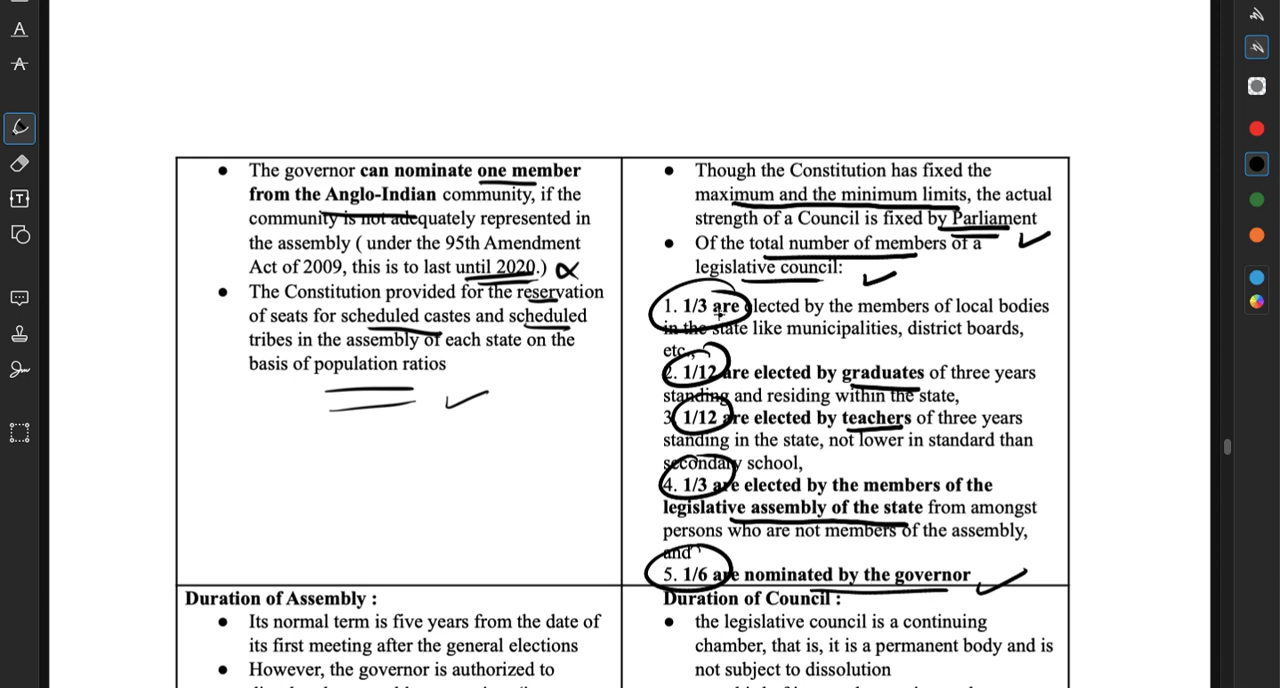 The governor can nominate one member
from the Anglo-Indian community, if the
community is not adequately represented in
the assembly ( under the 95th Amendment
Act of 2009, this is to last until 2020.)
The Constitution provided for the reservation
of seats for scheduled castes and scheduled
tribes in the assembly of each state on the
basis of population ratios
Though the Constitution has fixed the
maximum and the minimum limits, the actual
strength of a Council is fixed by Parliament
Of the total number of members of a
legislative council:
1. 1/3 are elected by the members of local bodies
in the state like municipalities, district boards,
etc.,
2. 1/12 are elected by graduates of three years
standing and residing within the state,
3. 1/12 are elected by teachers of three years
standing in the state, not lower in standard than
secondary school,
4. 1/3 are elected by the members of the
legislative assembly of the state from amongst
persons who are not members of the assembly,
and
5. 1/6 are nominated by the governor
Duration of Assembly :
Its normal term is five years from the date of
its first meeting after the general elections
However, the governor is authorized to
Duration of Council :
the legislative council is a continuing
chamber, that is, it is a permanent body and is
not subject to dissolution